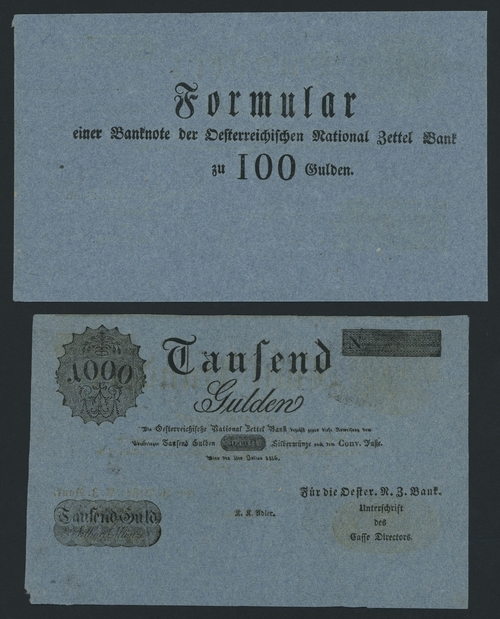 Formular
einer Banknote der Oesterreichischen National Zettel Bank
zu 100 Gulden.
1000
Tausend
N
Gulden
Die Oesterreichische National Zettel Bank bezahlt gegen diese Anweisung dem
Ueberbringer Tausend Gulden Silbermünze nach dem Conv. Fuße.
Wien den 1ten Julius 1816.
Für die Oester. N. Z. Bank.
Tausend Guld
K. K. Adler.
Unterschrift
des
Casse Directors.